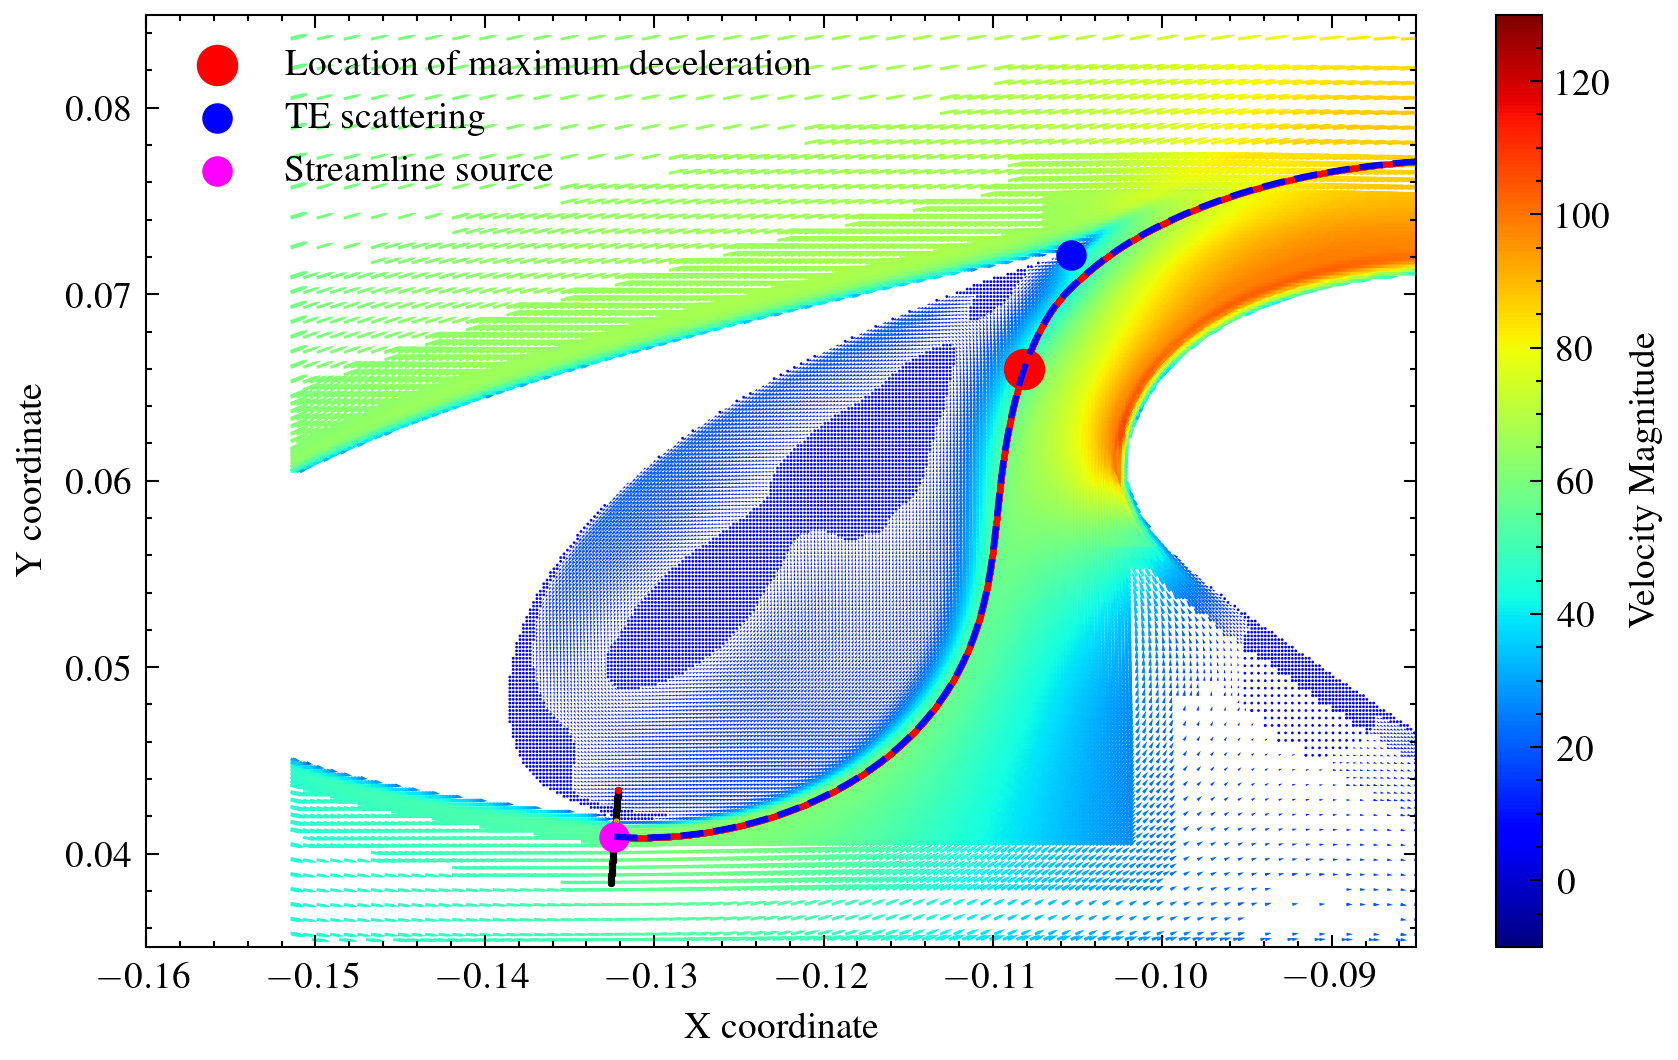 Location of maximum deceleration
TE scattering
Streamline source
0.08
0.07
0.06
0.05
0.04
Y coordinate
−0.16 −0.15 −0.14 −0.13 −0.12 −0.11 −0.10 −0.09
X coordinate
120
100
80
60
40
20
0
Velocity Magnitude